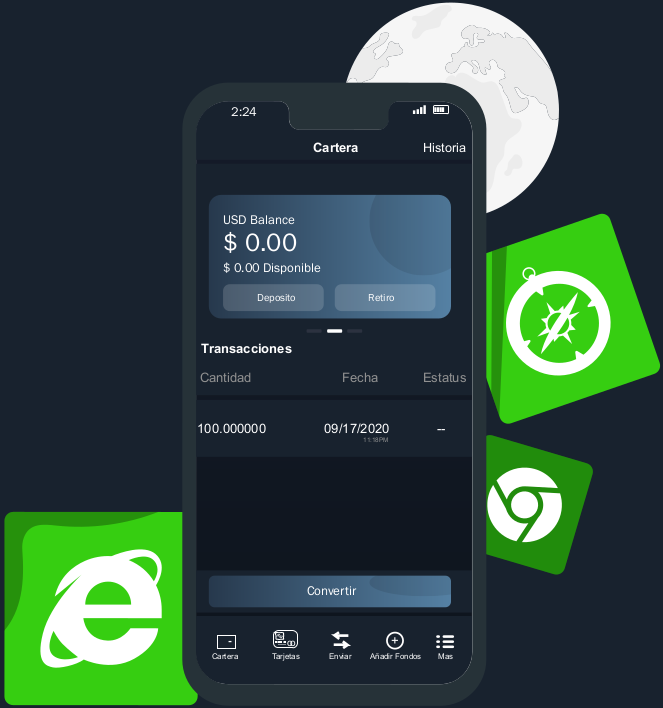 2:24
Cartera Historia
USD Balance
$ 0.00
$ 0.00 Disponible
Deposito Retiro
Transacciones
Cantidad Fecha Estatus
100.000000 09/17/2020 --
11:18PM
Convertir
Cartera Tarjetas Enviar Añadir Fondos Mas